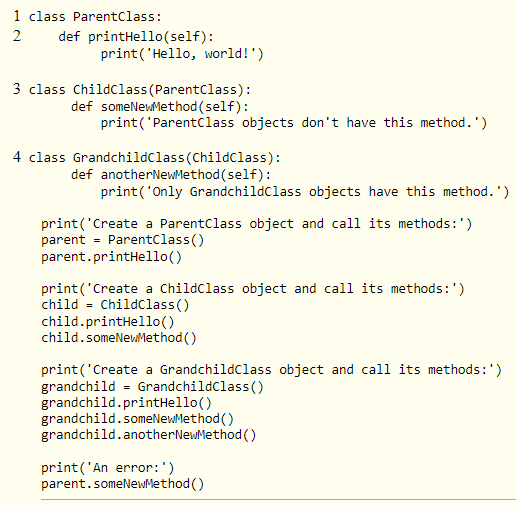 1 class ParentClass:
2 def printHello(self):
print('Hello, world!')
3 class ChildClass(ParentClass):
def someNewMethod(self):
print('ParentClass objects don't have this method.')
4 class GrandchildClass(ChildClass):
def anotherNewMethod(self):
print('Only GrandchildClass objects have this method.')
print('Create a ParentClass object and call its methods:')
parent = ParentClass()
parent.printHello()
print('Create a ChildClass object and call its methods:')
child = ChildClass()
child.printHello()
child.someNewMethod()
print('Create a GrandchildClass object and call its methods:')
grandchild = GrandchildClass()
grandchild.printHello()
grandchild.someNewMethod()
grandchild.anotherNewMethod()
print('An error:')
parent.someNewMethod()